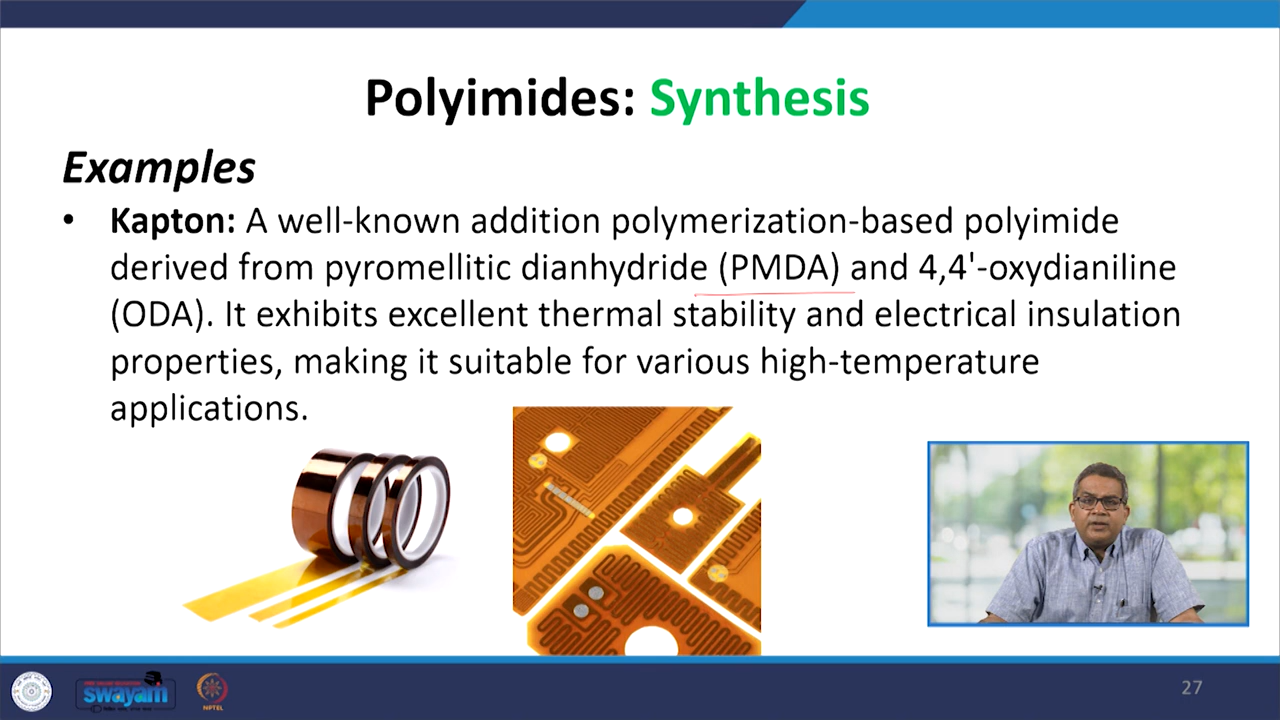 Polyimides: Synthesis
Examples
• Kapton: A well-known addition polymerization-based polyimide
derived from pyromellitic dianhydride (PMDA) and 4,4'-oxydianiline
(ODA). It exhibits excellent thermal stability and electrical insulation
properties, making it suitable for various high-temperature
applications.
swayam
NPTEL
27